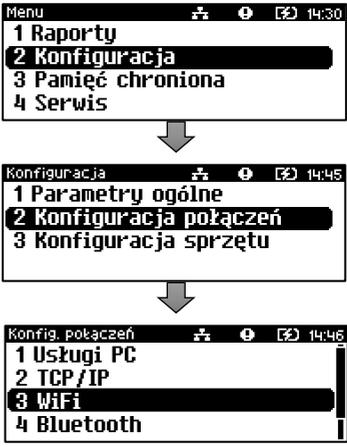 Menu 14:30
1 Raporty
2 Konfiguracja
3 Pamięć chroniona
4 Serwis
Konfiguracja 14:45
1 Parametry ogólne
2 Konfiguracja połączeń
3 Konfiguracja sprzętu
Konfig. połączeń 14:46
1 Usługi PC
2 TCP/IP
3 WiFi
4 Bluetooth